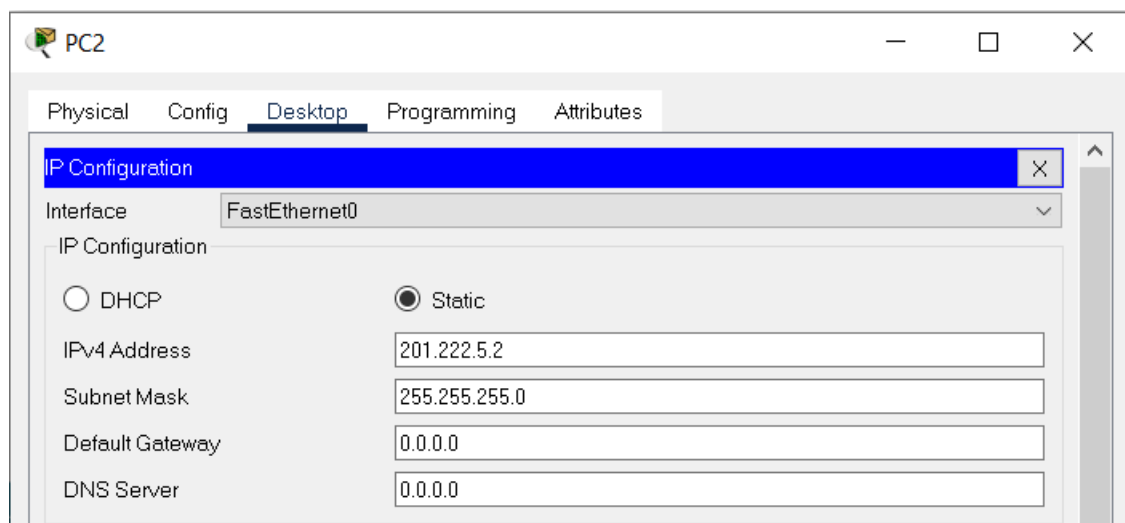 PC2
Physical Config Desktop Programming Attributes
IP Configuration X
Interface FastEthernet0
IP Configuration
DHCP Static
IPv4 Address 201.222.5.2
Subnet Mask 255.255.255.0
Default Gateway 0.0.0.0
DNS Server 0.0.0.0